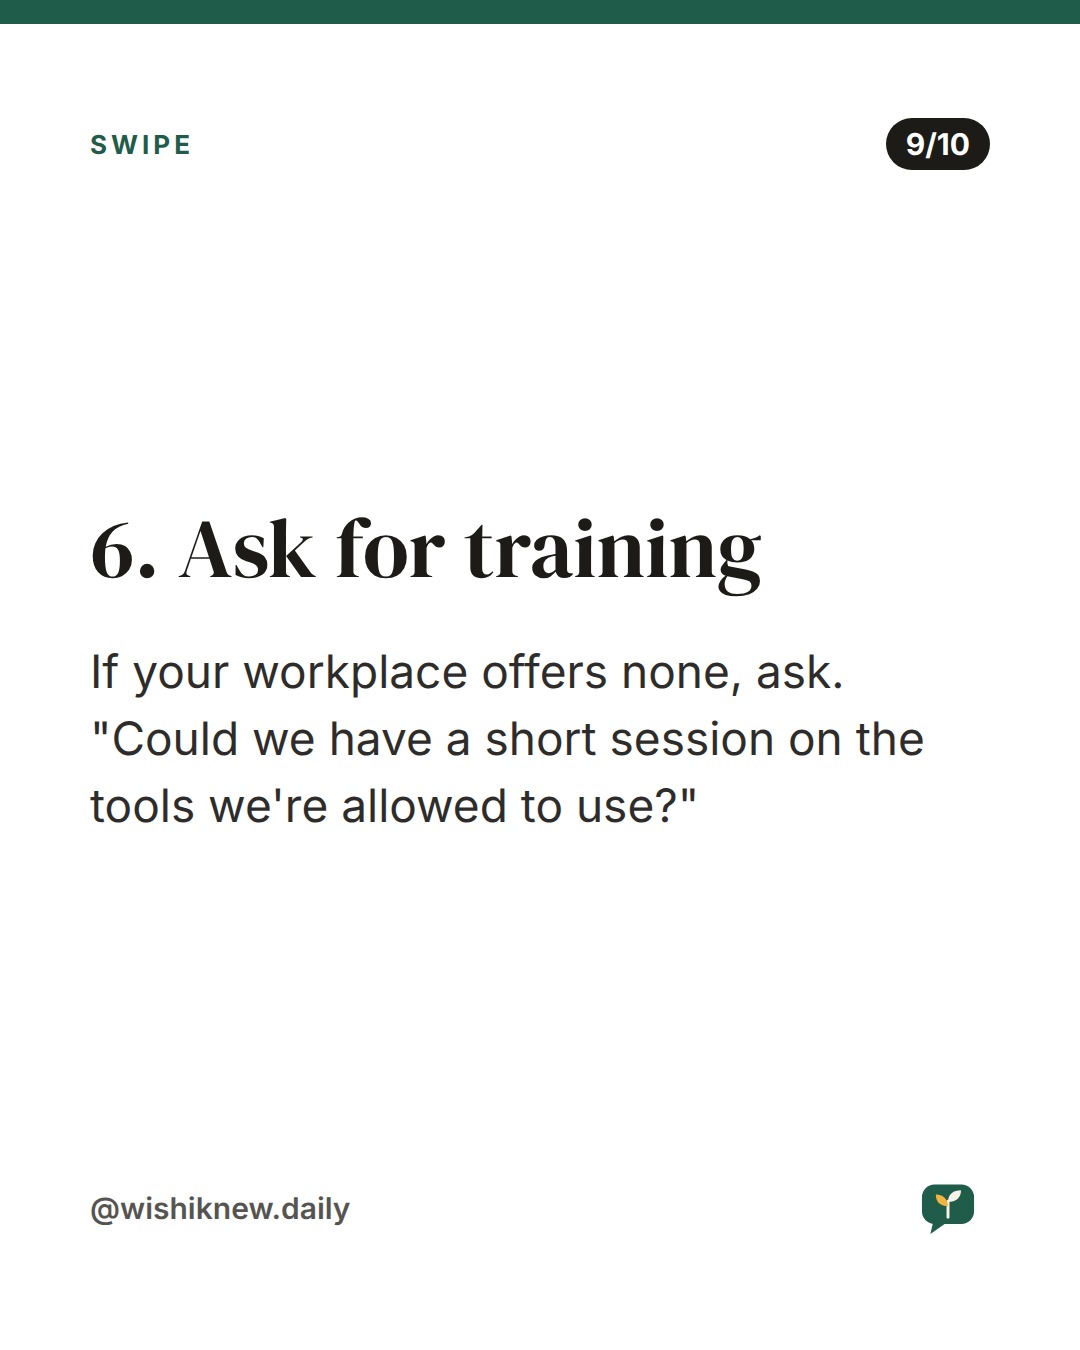 SWIPE
9/10
6. Ask for training
If your workplace offers none, ask.
"Could we have a short session on the
tools we're allowed to use?"
@wishiknew.daily